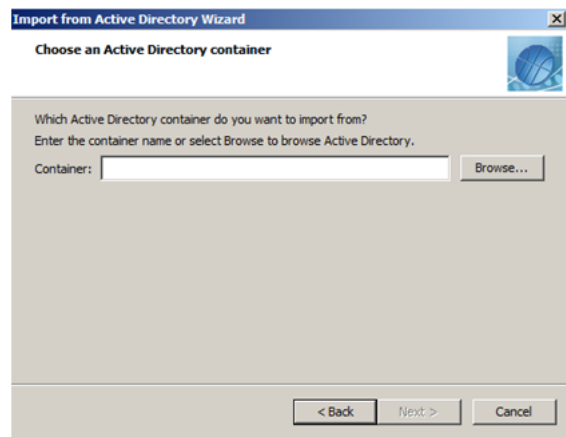 Import from Active Directory Wizard
Choose an Active Directory container
Which Active Directory container do you want to import from?
Enter the container name or select Browse to browse Active Directory.
Container:
Browse...
< Back
Next >
Cancel